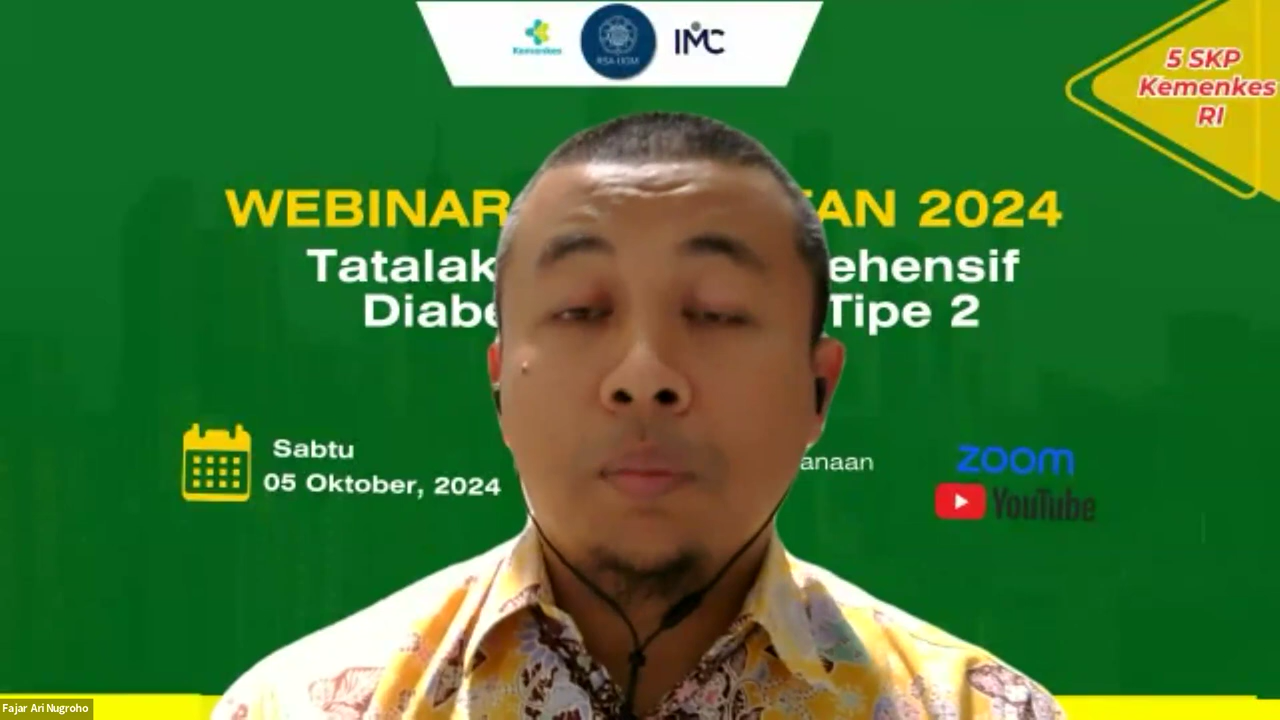 Kemenkes
RSA UGM
IMC
5 SKP
Kemenkes
RI
WEBINAR TAN 2024
Tatalak ehensif
Diabe Tipe 2
Sabtu
05 Oktober, 2024
anaan
zoom
YouTube
Fajar Ari Nugroho